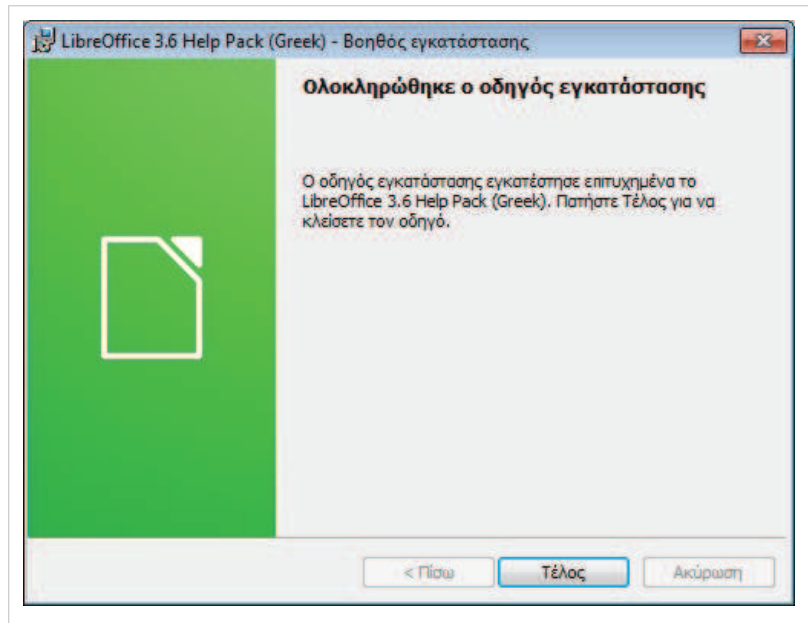 LibreOffice 3.6 Help Pack (Greek) - Βοηθός εγκατάστασης
Ολοκληρώθηκε ο οδηγός εγκατάστασης
Ο οδηγός εγκατάστασης εγκατέστησε επιτυχημένα το
LibreOffice 3.6 Help Pack (Greek). Πατήστε Τέλος για να
κλείσετε τον οδηγό.
< Πίσω
Τέλος
Ακύρωση